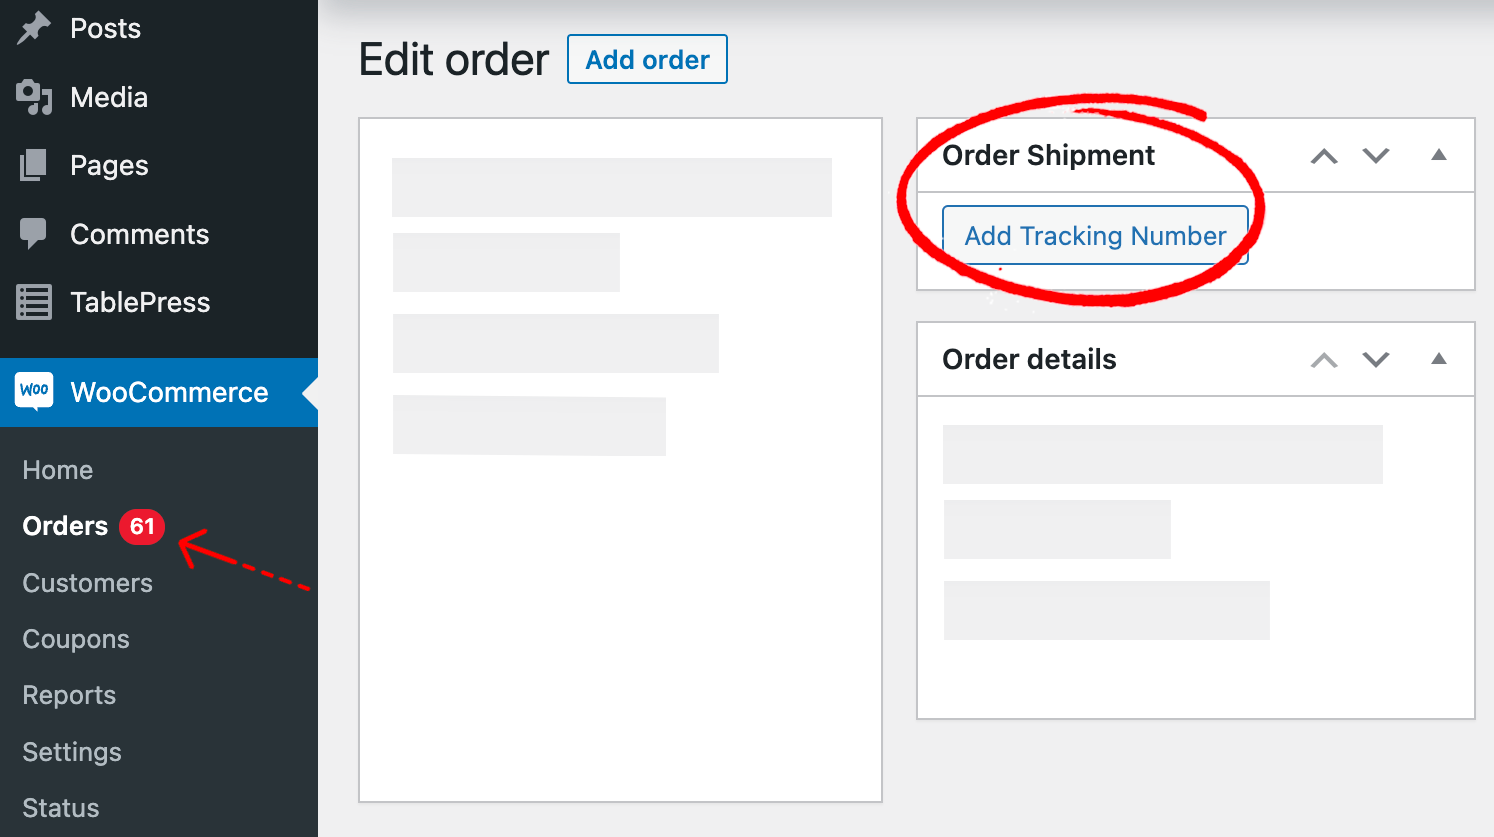 Posts
Media
Pages
Comments
TablePress
Woo WooCommerce
Home
Orders 61
Customers
Coupons
Reports
Settings
Status
Edit order Add order
Order Shipment
Add Tracking Number
Order details